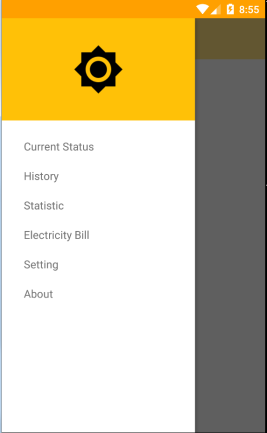 8:55
Current Status
History
Statistic
Electricity Bill
Setting
About